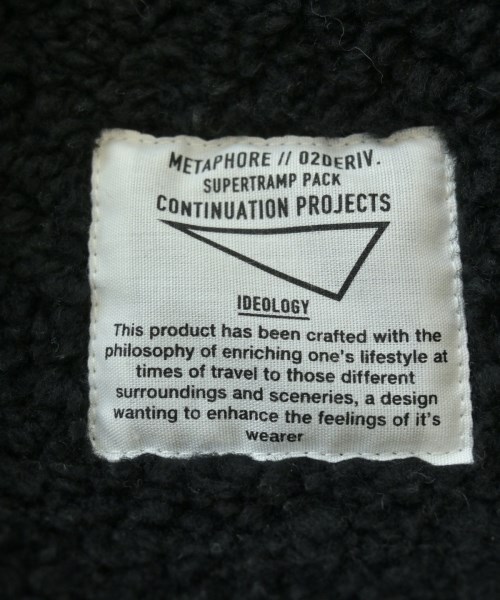 METAPHORE // 02DERIV.
SUPERTRAMP PACK
CONTINUATION PROJECTS
IDEOLOGY
This product has been crafted with the
philosophy of enriching one's lifestyle at
times of travel to those different
surroundings and sceneries, a design
wanting to enhance the feelings of it's
wearer